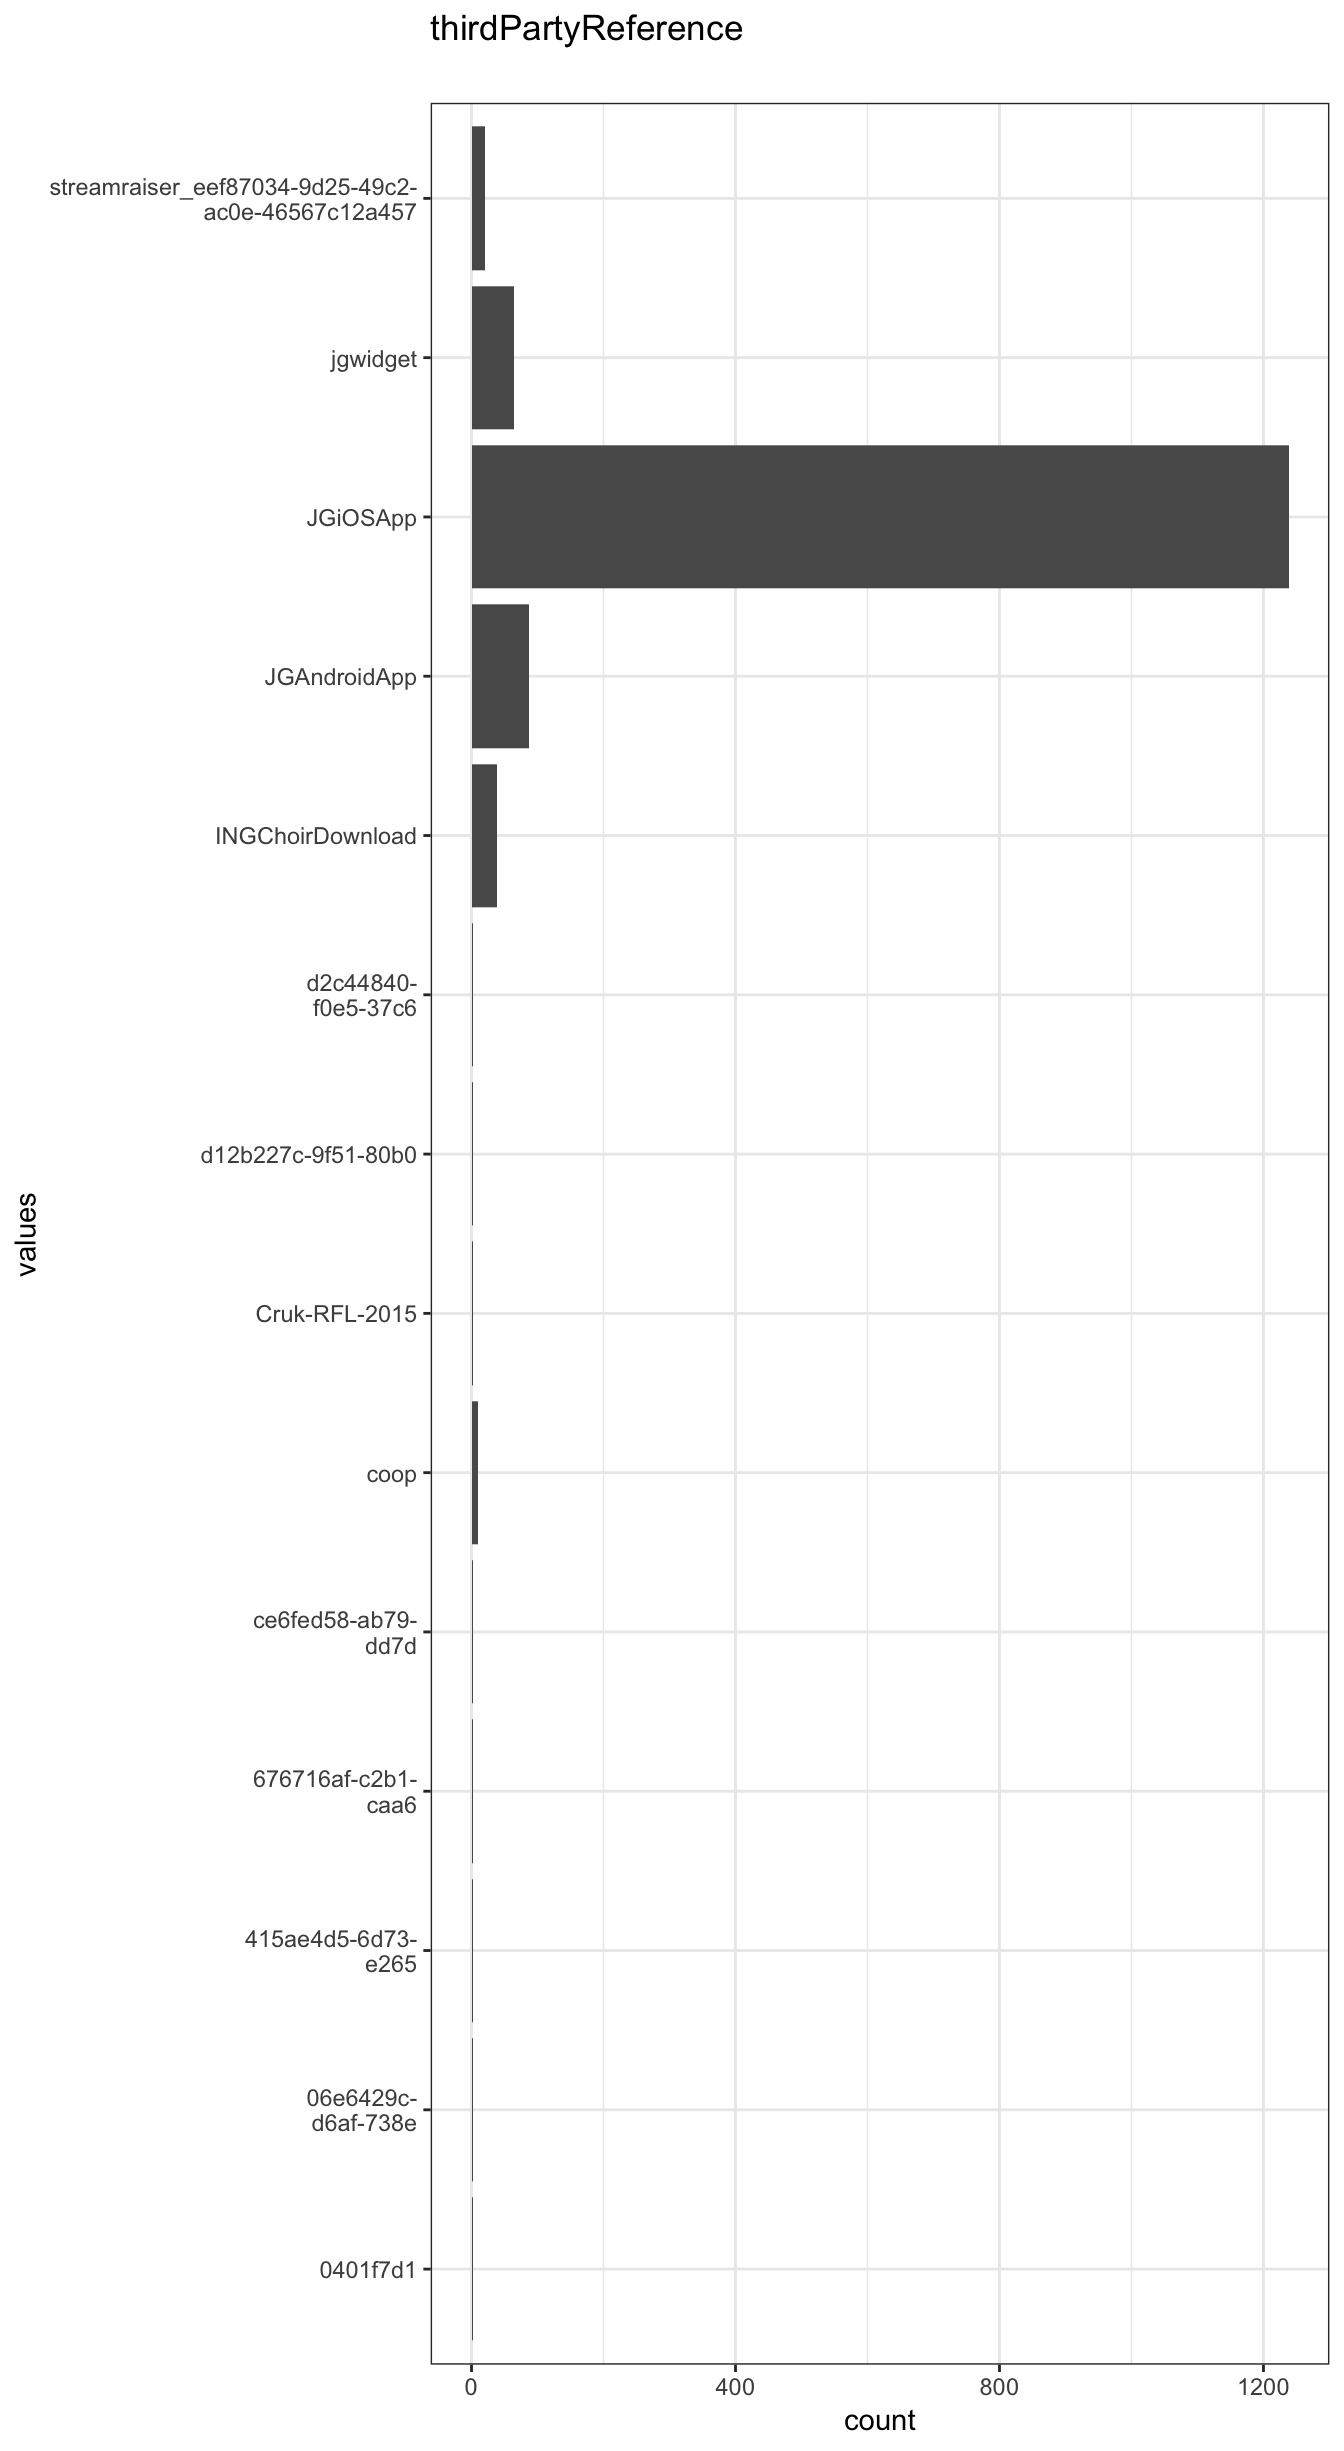 thirdPartyReference
streamraiser_eef87034-9d25-49c2-
ac0e-46567c12a457
jgwidget
JGiOSApp
JGAndroidApp
INGChoirDownload
d2c44840-
f0e5-37c6
d12b227c-9f51-80b0
values
Cruk-RFL-2015
coop
ce6fed58-ab79-
dd7d
676716af-c2b1-
caa6
415ae4d5-6d73-
e265
06e6429c-
d6af-738e
0401f7d1
0 400 800 1200
count